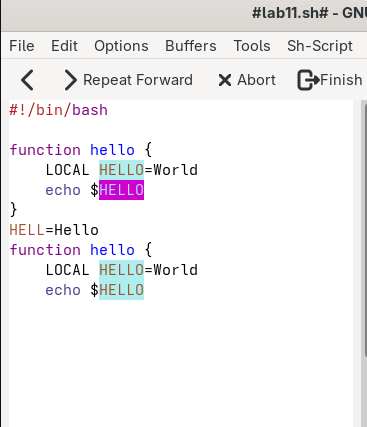 #lab11.sh# - GNU
File Edit Options Buffers Tools Sh-Script
Repeat Forward Abort Finish
#!/bin/bash
function hello {
LOCAL HELLO=World
echo $HELLO
}
HELL=Hello
function hello {
LOCAL HELLO=World
echo $HELLO